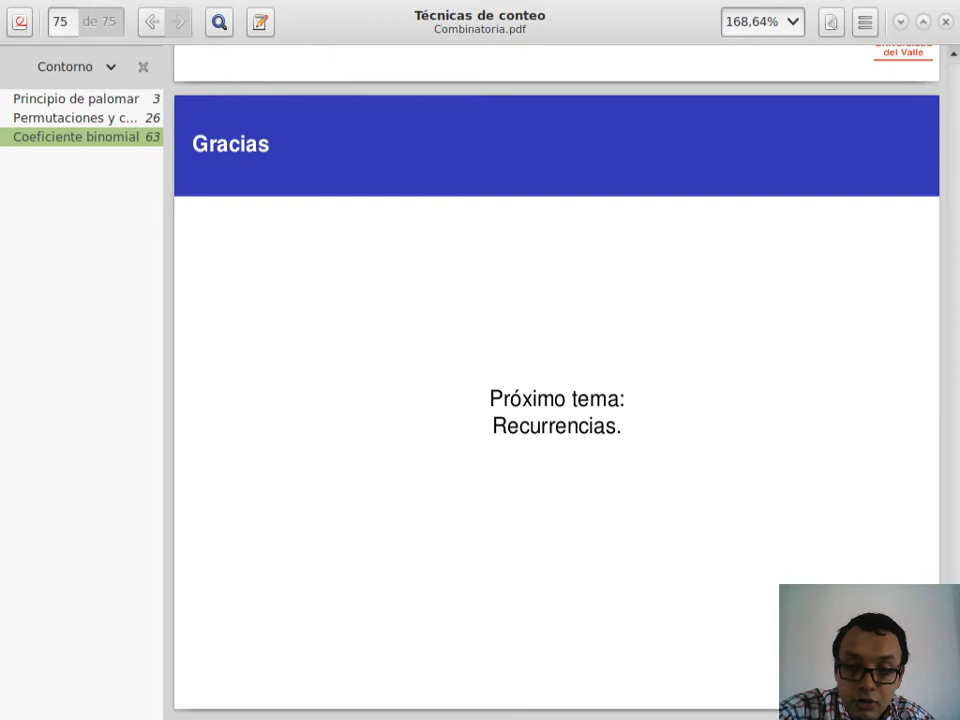 75
de 75
Técnicas de conteo
Combinatoria.pdf
168,64%
Contorno
Principio de palomar 3
Permutaciones y c... 26
Coeficiente binomial 63
del Valle
Gracias
Próximo tema:
Recurrencias.